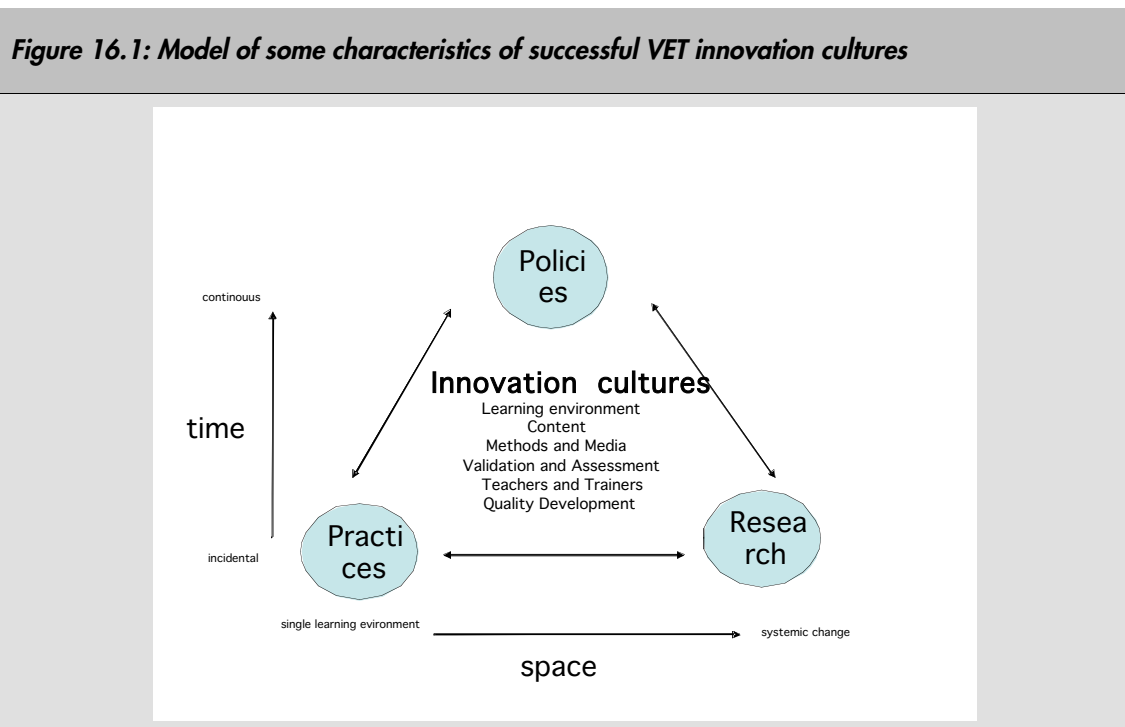 Figure 16.1: Model of some characteristics of successful VET innovation cultures
Polici
es
continouus
Innovation cultures
Learning environment
Content
Methods and Media
Validation and Assessment
Teachers and Trainers
Quality Development
time
incidental
Practi
ces
Resea
rch
single learning evironment
systemic change
space